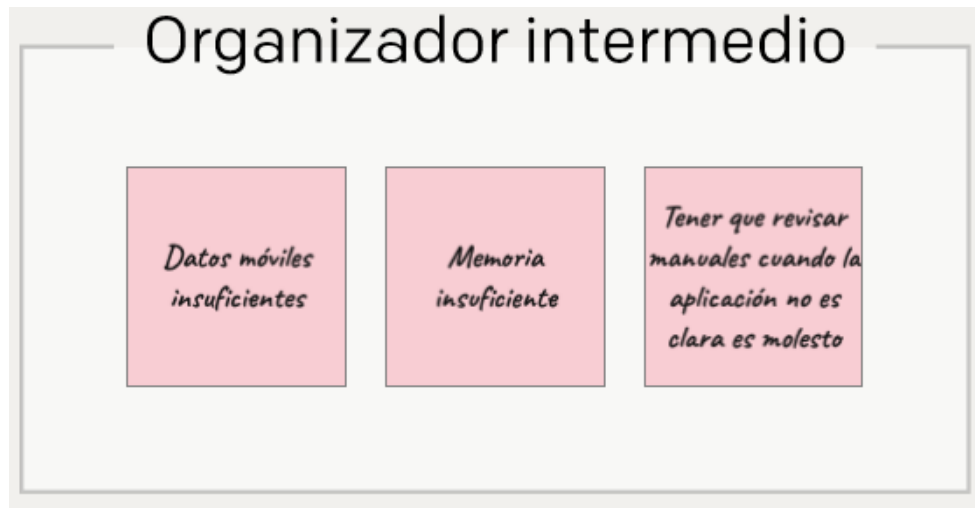 Organizador intermedio
Datos móviles
insuficientes
Memoria
insuficiente
Tener que revisar
manuales cuando la
aplicación no es
clara es molesto